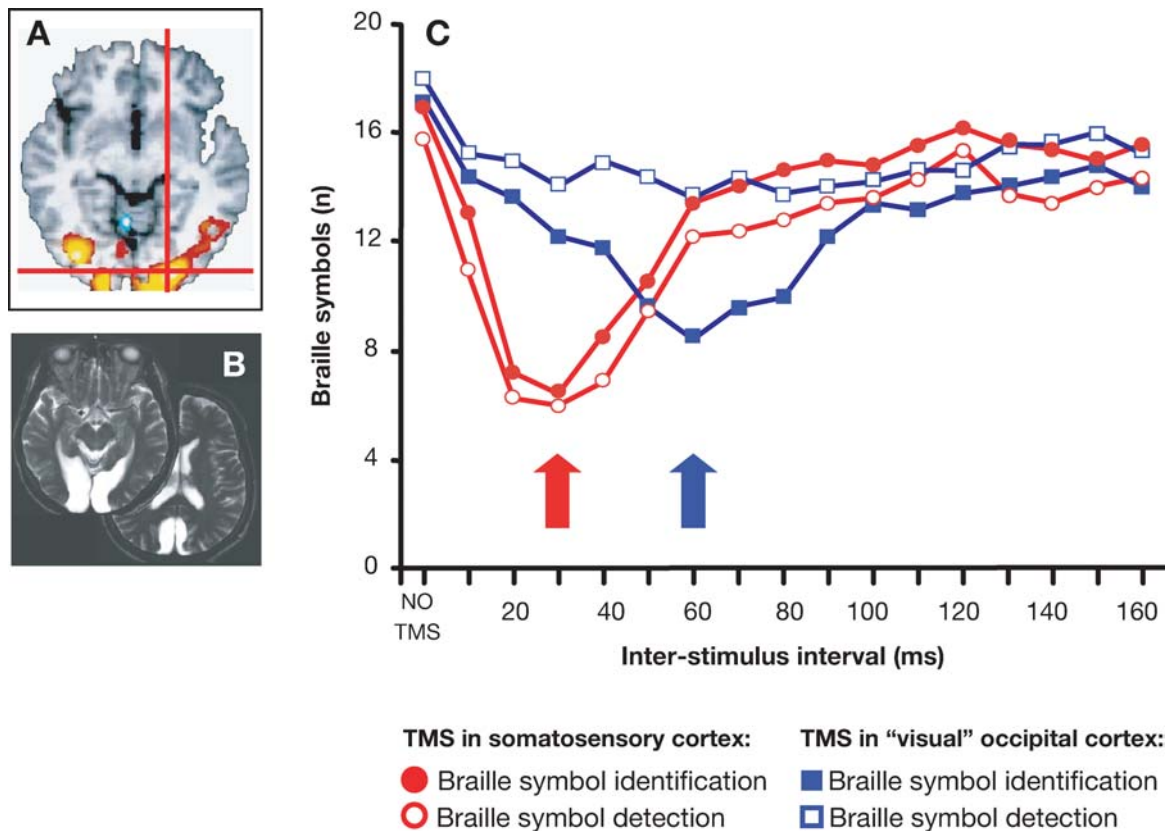 A
B
C
20
16
12
8
4
0
Braille symbols (n)
NO
TMS
20 40 60 80 100 120 140 160
Inter-stimulus interval (ms)
TMS in somatosensory cortex:
Braille symbol identification
Braille symbol detection
TMS in “visual” occipital cortex:
Braille symbol identification
Braille symbol detection